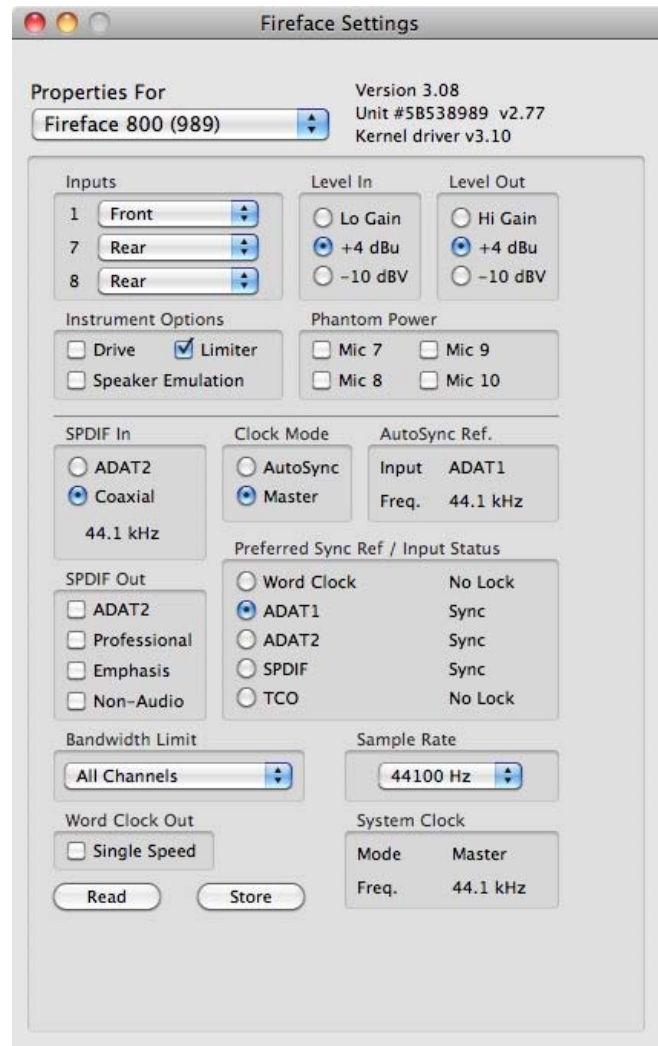 Fireface Settings
Properties For
Fireface 800 (989)
Version 3.08
Unit #5B538989 v2.77
Kernel driver v3.10
Inputs
1 Front
7 Rear
8 Rear
Level In
Lo Gain
+4 dBu
-10 dBV
Level Out
Hi Gain
+4 dBu
-10 dBV
Instrument Options
Drive Limiter
Speaker Emulation
Phantom Power
Mic 7 Mic 9
Mic 8 Mic 10
SPDIF In
ADAT2
Coaxial
44.1 kHz
Clock Mode
AutoSync
Master
AutoSync Ref.
Input ADAT1
Freq. 44.1 kHz
SPDIF Out
ADAT2
Professional
Emphasis
Non-Audio
Preferred Sync Ref / Input Status
Word Clock No Lock
ADAT1 Sync
ADAT2 Sync
SPDIF Sync
TCO No Lock
Bandwidth Limit
All Channels
Sample Rate
44100 Hz
Word Clock Out
Single Speed
System Clock
Mode Master
Freq. 44.1 kHz
Read Store